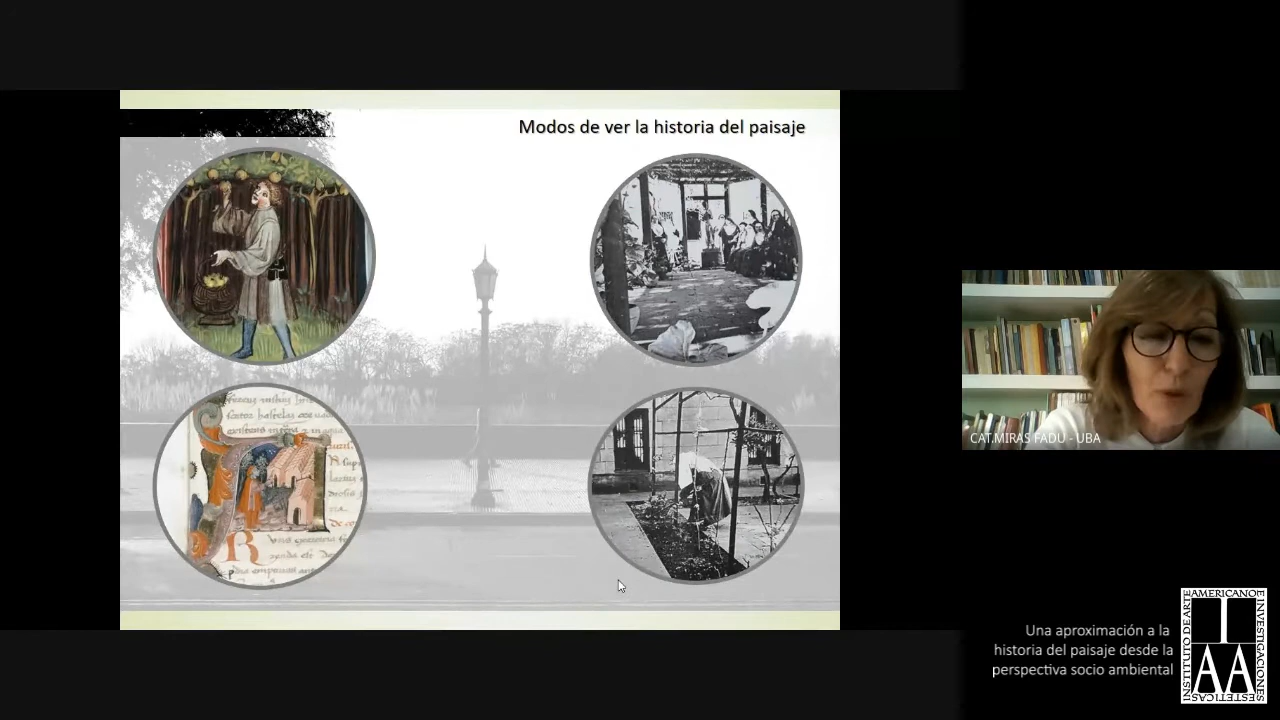 Modos de ver la historia del paisaje
CAT.MIRAS FADU - UBA
Una aproximación a la
historia del paisaje desde la
perspectiva socio ambiental
INSTITUTO DE ARTE
AMERICANO
E INVESTIGACIONES
ESTETICAS
IAA